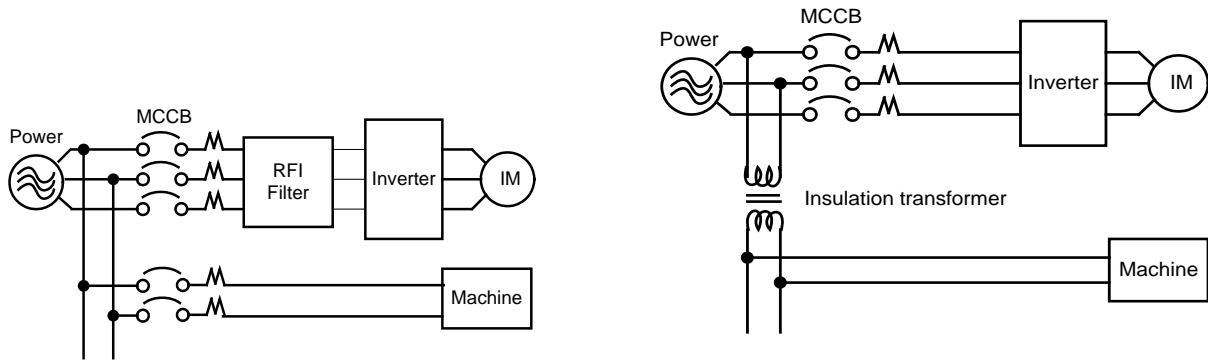 Power
MCCB
RFI
Filter
Inverter
IM
Machine
Power
MCCB
Inverter
IM
Insulation transformer
Machine